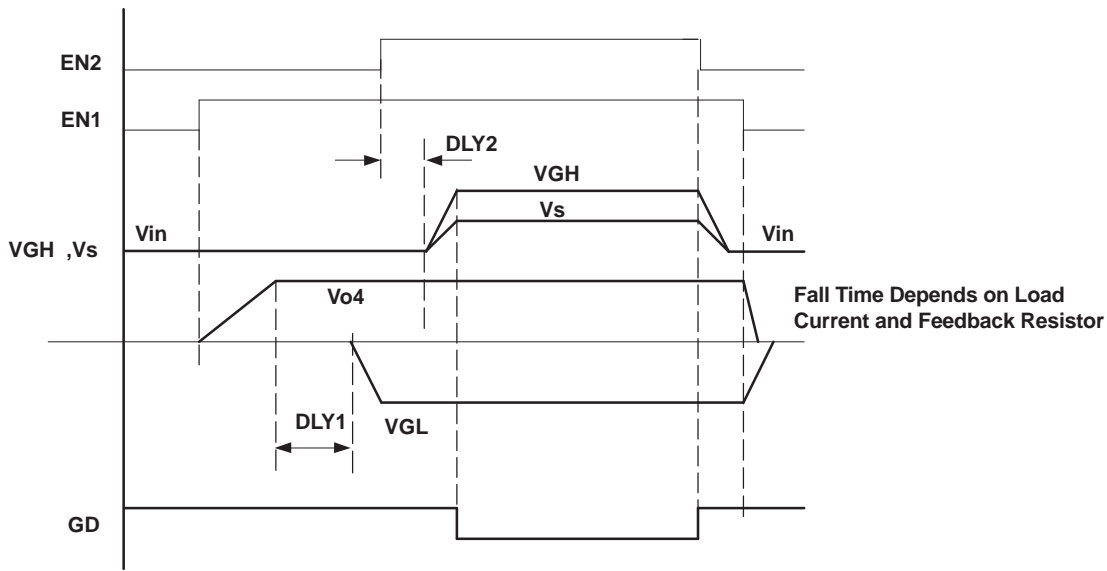 EN2
EN1
DLY2
VGH
Vs
Vin
Vin
VGH ,Vs
Vo4
Fall Time Depends on Load
Current and Feedback Resistor
DLY1
VGL
GD